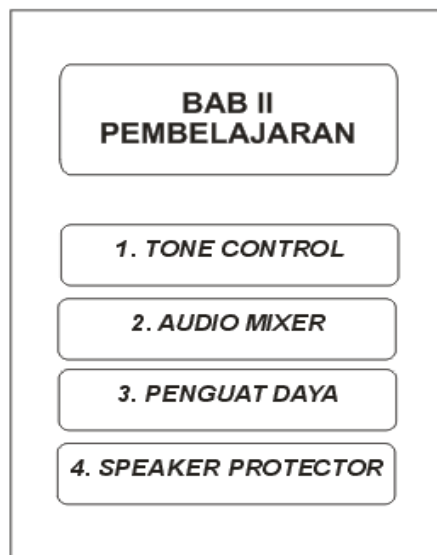 BAB II
PEMBELAJARAN
1. TONE CONTROL
2. AUDIO MIXER
3. PENGUAT DAYA
4. SPEAKER PROTECTOR